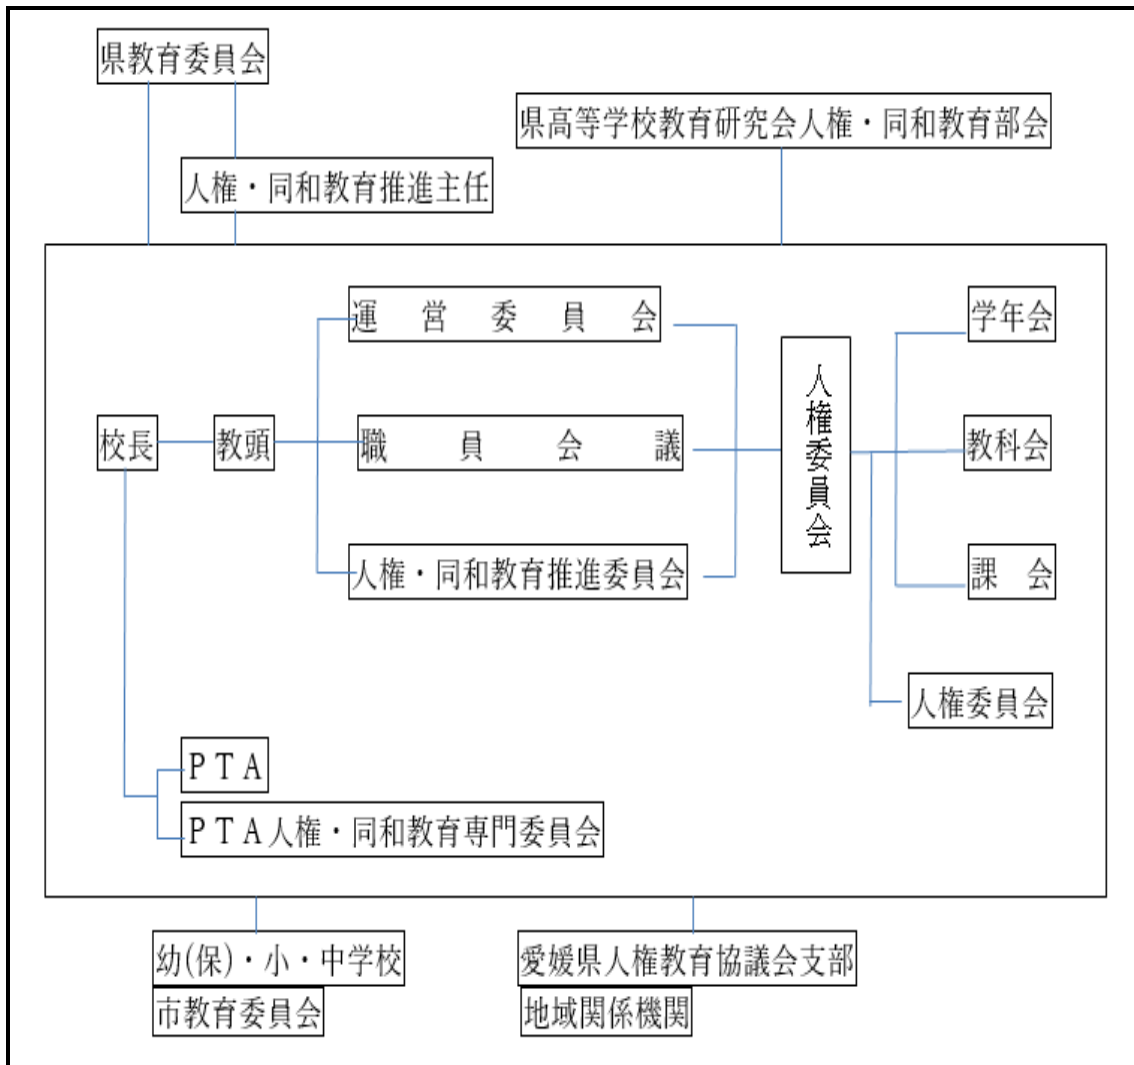 県教育委員会
県高等学校教育研究会人権・同和教育部会
人権・同和教育推進主任
運営委員会
学年会
人権委員会
校長
教頭
職員会議
教科会
人権・同和教育推進委員会
課会
人権委員会
PTA
PTA人権・同和教育専門委員会
幼(保)・小・中学校
市教育委員会
愛媛県人権教育協議会支部
地域関係機関